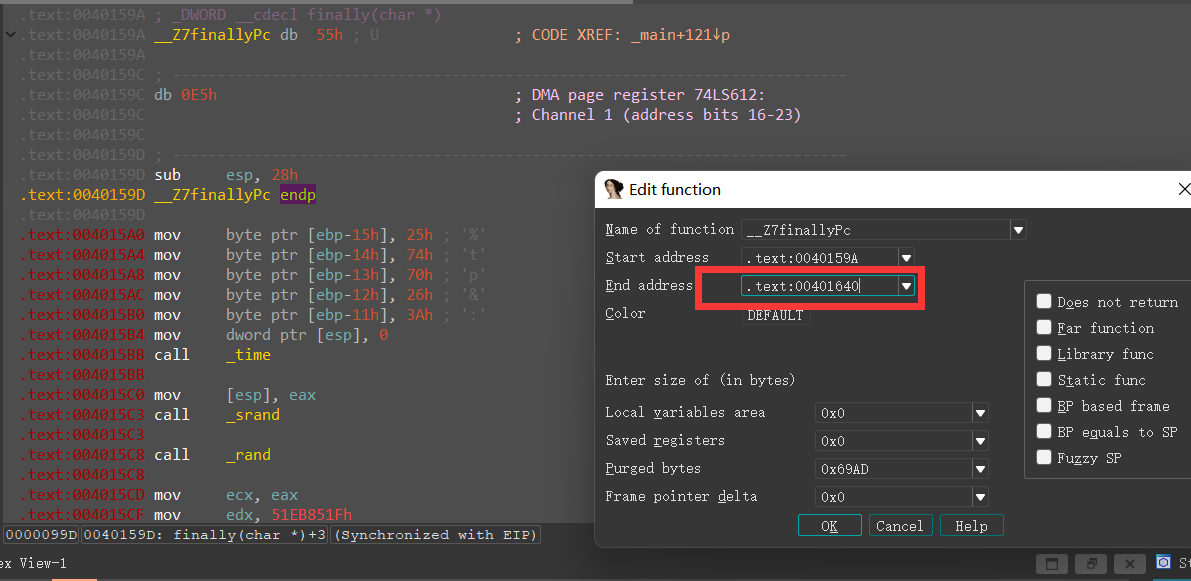 .text:0040159A ; _DWORD __cdecl finally(char *)
.text:0040159A __Z7finallyPc db 55h ; U ; CODE XREF: _main+121↓p
.text:0040159A
.text:0040159C ; ---------------------------------------------------------------------------
.text:0040159C db 0E5h ; DMA page register 74LS612:
.text:0040159C ; Channel 1 (address bits 16-23)
.text:0040159C
.text:0040159D ; ---------------------------------------------------------------------------
.text:0040159D sub esp, 28h
.text:0040159D __Z7finallyPc endp
.text:0040159D
.text:004015A0 mov byte ptr [ebp-15h], 25h ; '%'
.text:004015A4 mov byte ptr [ebp-14h], 74h ; 't'
.text:004015A8 mov byte ptr [ebp-13h], 70h ; 'p'
.text:004015AC mov byte ptr [ebp-12h], 26h ; '&'
.text:004015B0 mov byte ptr [ebp-11h], 3Ah ; ':'
.text:004015B4 mov dword ptr [esp], 0
.text:004015BB call _time
.text:004015BB
.text:004015C0 mov [esp], eax
.text:004015C3 call _srand
.text:004015C3
.text:004015C8 call _rand
.text:004015C8
.text:004015CD mov ecx, eax
.text:004015CF mov edx, 51EB851Fh
0000099D 0040159D: finally(char *)+3 (Synchronized with EIP)
ex View-1
St
Edit function
Name of function __Z7finallyPc
Start address .text:0040159A
End address .text:00401640
Color DEFAULT
Enter size of (in bytes)
Local variables area 0x0
Saved registers 0x0
Purged bytes 0x69AD
Frame pointer delta 0x0
Does not return
Far function
Library func
Static func
BP based frame
BP equals to SP
Fuzzy SP
OK Cancel Help